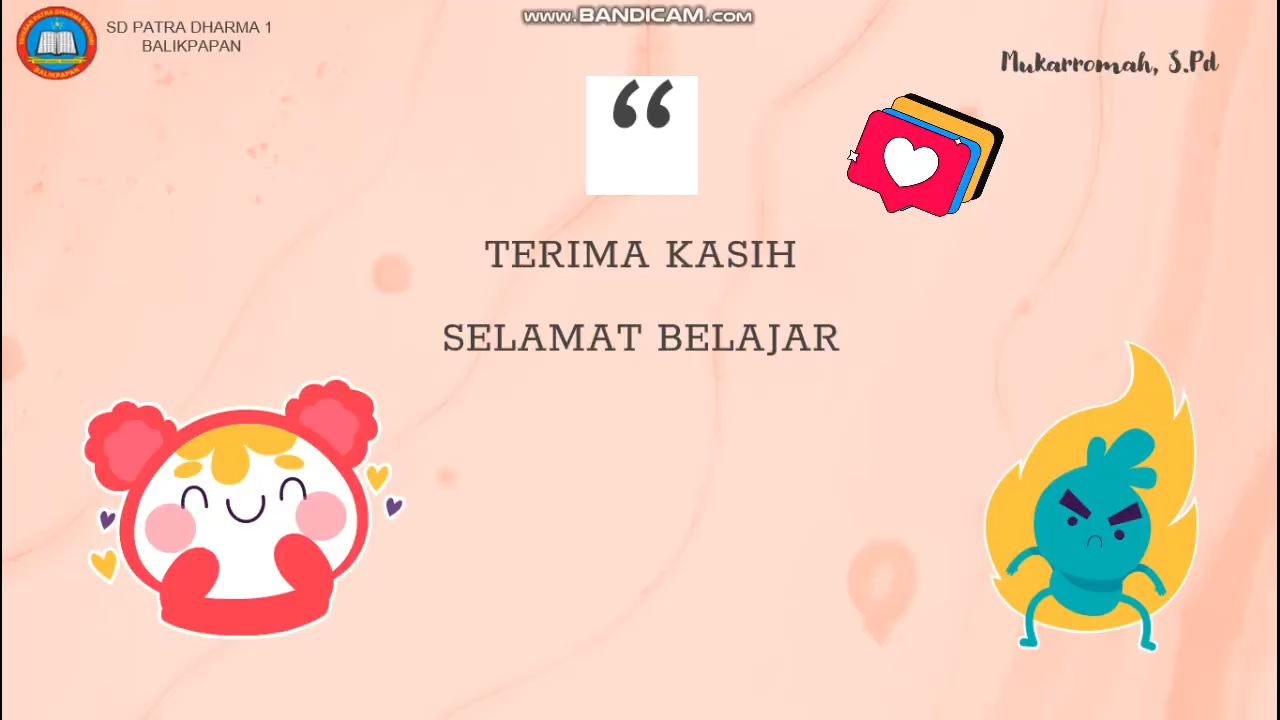 www.BANDICAM.com
SD PATRA DHARMA 1
BALIKPAPAN
Mukarromah, S.Pd
“
TERIMA KASIH
SELAMAT BELAJAR